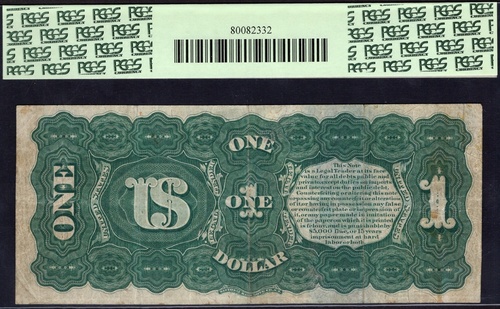 80082332
ONE
ONE
US
ONE
1
This Note
is a Legal Tender at its face
value for all debts public and
private except duties on imports
and interest on the public debt.
Counterfeiting or altering this note
or passing any counterfeit or alteration
of it or having in possession any false
or counterfeit plate or impression of
it, or any paper made in imitation
of the paper on which it is printed
is felony, and is punishable by
$5,000 fine, or 15 years
imprisonment at hard
labor or both
1
DOLLAR